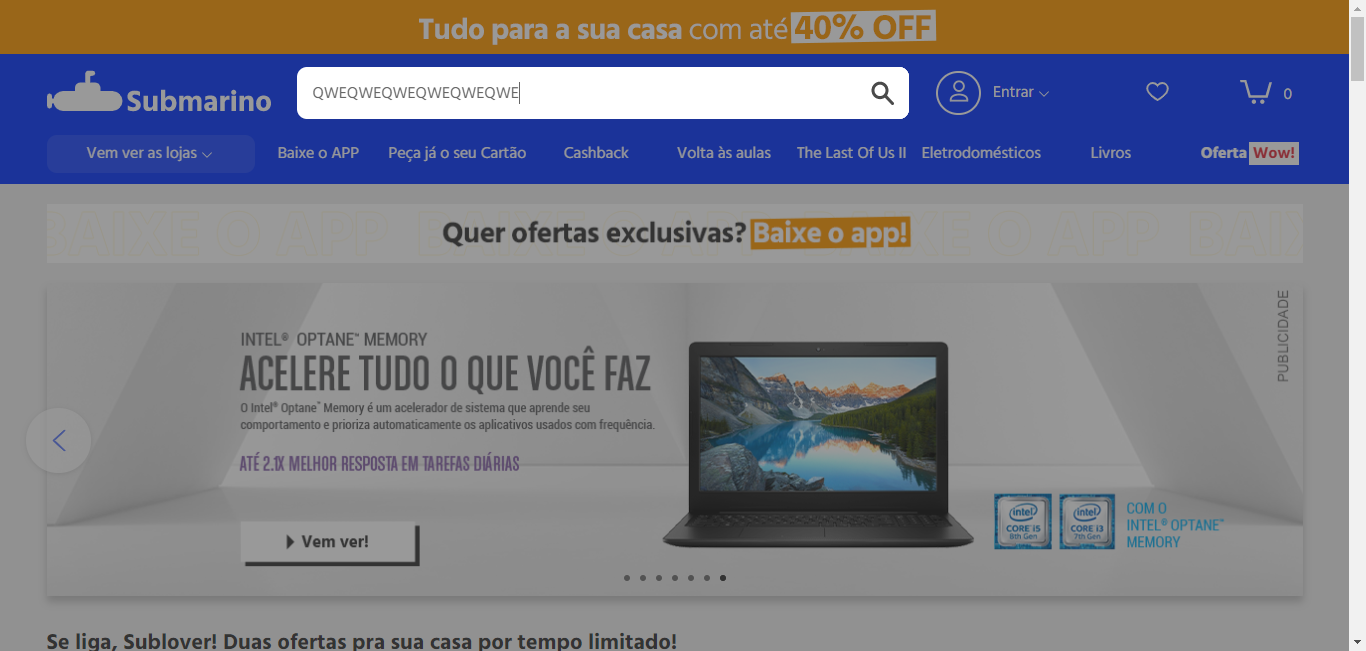 Tudo para a sua casa com até 40% OFF
Submarino
QWEQWEQWEQWEQWEQWE
Entrar
0
Vem ver as lojas
Baixe o APP
Peça já o seu Cartão
Cashback
Volta às aulas
The Last Of Us II
Eletrodomésticos
Livros
Oferta Wow!
Quer ofertas exclusivas? Baixe o app!
PUBLICIDADE
INTEL® OPTANE™ MEMORY
ACELERE TUDO O QUE VOCÊ FAZ
O Intel® Optane™ Memory é um acelerador de sistema que aprende seu
comportamento e prioriza automaticamente os aplicativos usados com frequência.
ATÉ 2.1X MELHOR RESPOSTA EM TAREFAS DIÁRIAS
Vem ver!
intel
CORE i5
8th Gen
intel
CORE i3
7th Gen
COM O
INTEL® OPTANE™
MEMORY
Se liga, Sublover! Duas ofertas pra sua casa por tempo limitado!